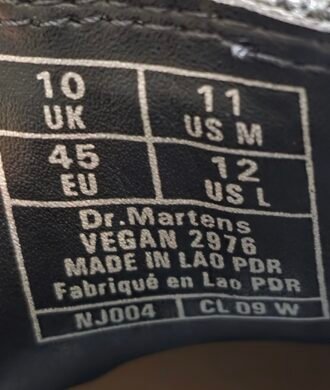 10 11
UK US M
45 12
EU US L
Dr.Martens
VEGAN 2976
MADE IN LAO PDR
Fabriqué en Lao PDR
NJ004 CL 09 W